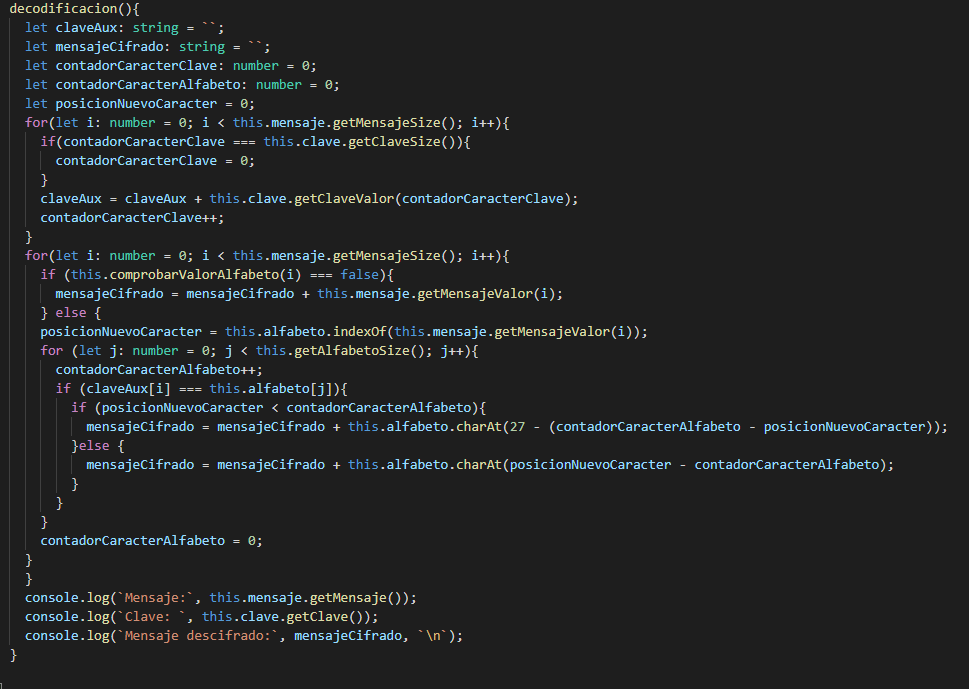 decodificacion(){
let claveAux: string = ``;
let mensajeCifrado: string = ``;
let contadorCaracterClave: number = 0;
let contadorCaracterAlfabeto: number = 0;
let posicionNuevoCaracter = 0;
for(let i: number = 0; i < this.mensaje.getMensajeSize(); i++){
if(contadorCaracterClave === this.clave.getClaveSize()){
contadorCaracterClave = 0;
}
claveAux = claveAux + this.clave.getClaveValor(contadorCaracterClave);
contadorCaracterClave++;
}
for(let i: number = 0; i < this.mensaje.getMensajeSize(); i++){
if (this.comprobarValorAlfabeto(i) === false){
mensajeCifrado = mensajeCifrado + this.mensaje.getMensajeValor(i);
} else {
posicionNuevoCaracter = this.alfabeto.indexOf(this.mensaje.getMensajeValor(i));
for (let j: number = 0; j < this.getAlfabetoSize(); j++){
contadorCaracterAlfabeto++;
if (claveAux[i] === this.alfabeto[j]){
if (posicionNuevoCaracter < contadorCaracterAlfabeto){
mensajeCifrado = mensajeCifrado + this.alfabeto.charAt(27 - (contadorCaracterAlfabeto - posicionNuevoCaracter));
}else {
mensajeCifrado = mensajeCifrado + this.alfabeto.charAt(posicionNuevoCaracter - contadorCaracterAlfabeto);
}
}
}
contadorCaracterAlfabeto = 0;
}
}
console.log(`Mensaje:`, this.mensaje.getMensaje());
console.log(`Clave: `, this.clave.getClave());
console.log(`Mensaje descifrado:`, mensajeCifrado, `\n`);
}